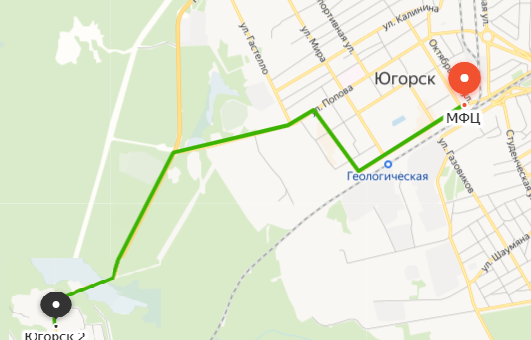 ул. Калинина
Спортивная ул.
ул. Мира
ул. Гастелло
Югорск
ул. Попова
МФЦ
Геологическая
ул. Газовиков
Студенческая у
ул. Шаумяна
Югорск 2